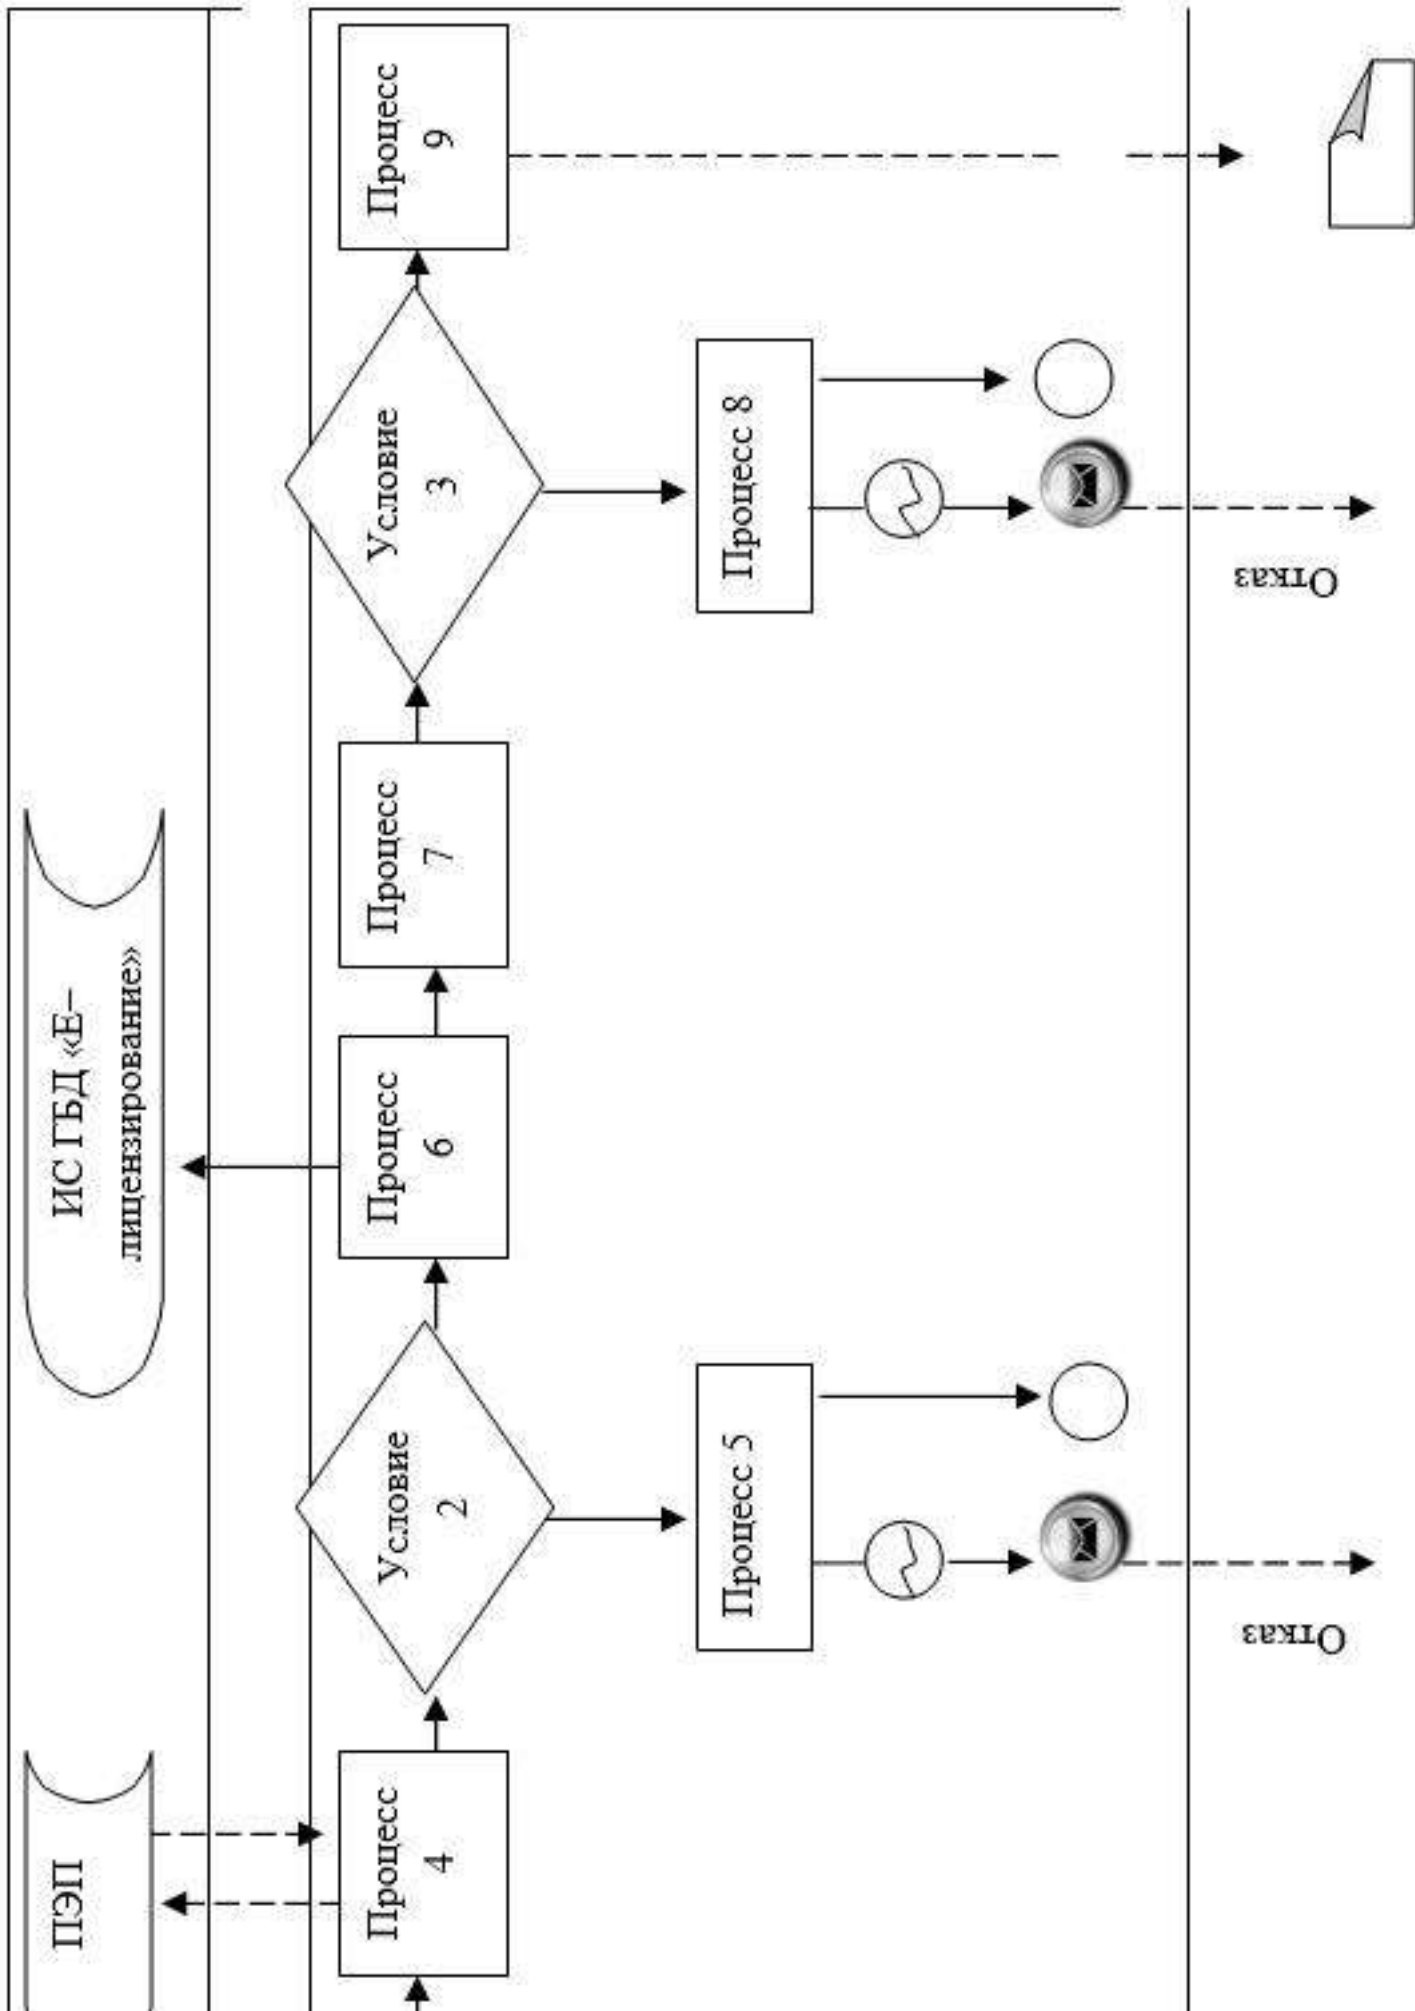 ПЭП
ИС ГБД «Е–
лицензирование»
Процесс
4
Условие
2
Процесс
6
Процесс
7
Условие
3
Процесс
9
Процесс 5
Процесс 8
Отказ
Отказ